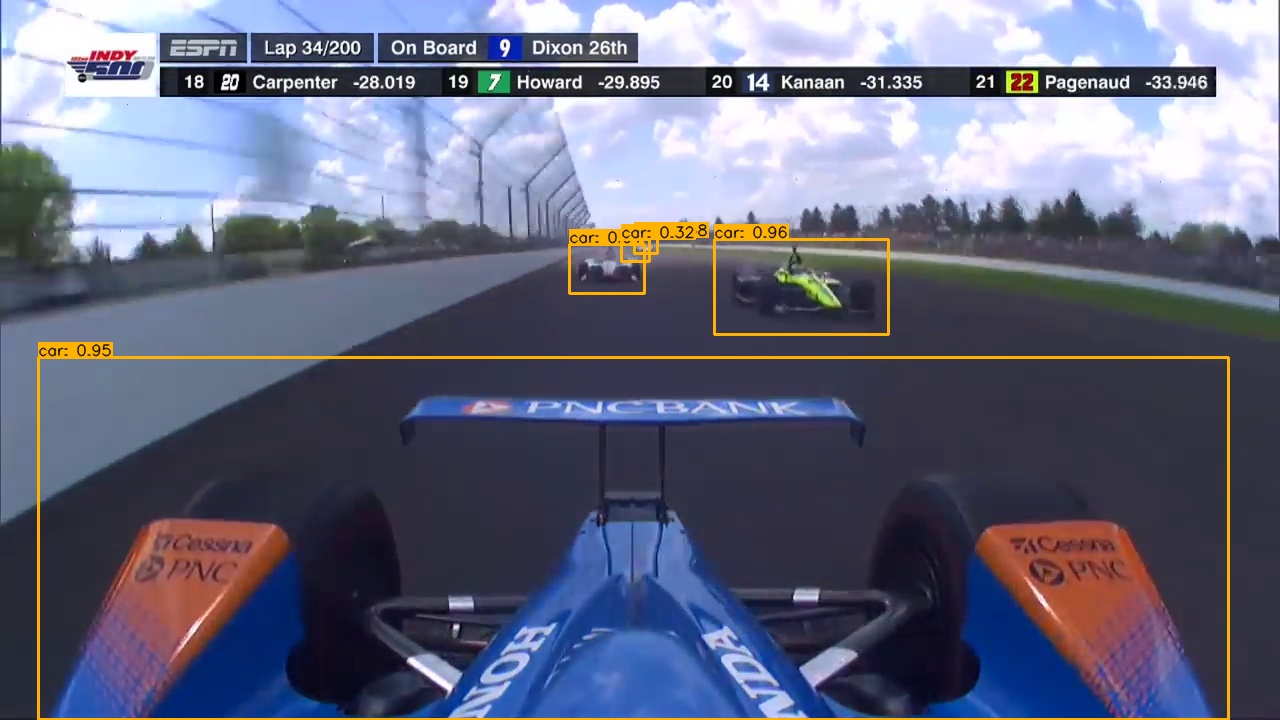 INDY
500
ESPN Lap 34/200 On Board 9 Dixon 26th
18 20 Carpenter -28.019 19 7 Howard -29.895 20 14 Kanaan -31.335 21 22 Pagenaud -33.946
car: 0.32
car: 0.96
car: 0.95
PNC BANK
Cessna
PNC
Cessna
PNC
HON
NDA